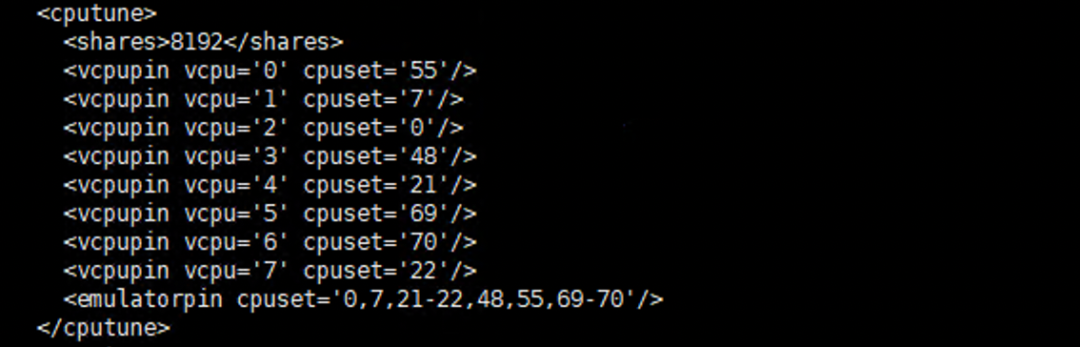 <cputune>
<shares>8192</shares>
<vcpupin vcpu='0' cpuset='55'/>
<vcpupin vcpu='1' cpuset='7'/>
<vcpupin vcpu='2' cpuset='0'/>
<vcpupin vcpu='3' cpuset='48'/>
<vcpupin vcpu='4' cpuset='21'/>
<vcpupin vcpu='5' cpuset='69'/>
<vcpupin vcpu='6' cpuset='70'/>
<vcpupin vcpu='7' cpuset='22'/>
<emulatorpin cpuset='0,7,21-22,48,55,69-70'/>
</cputune>